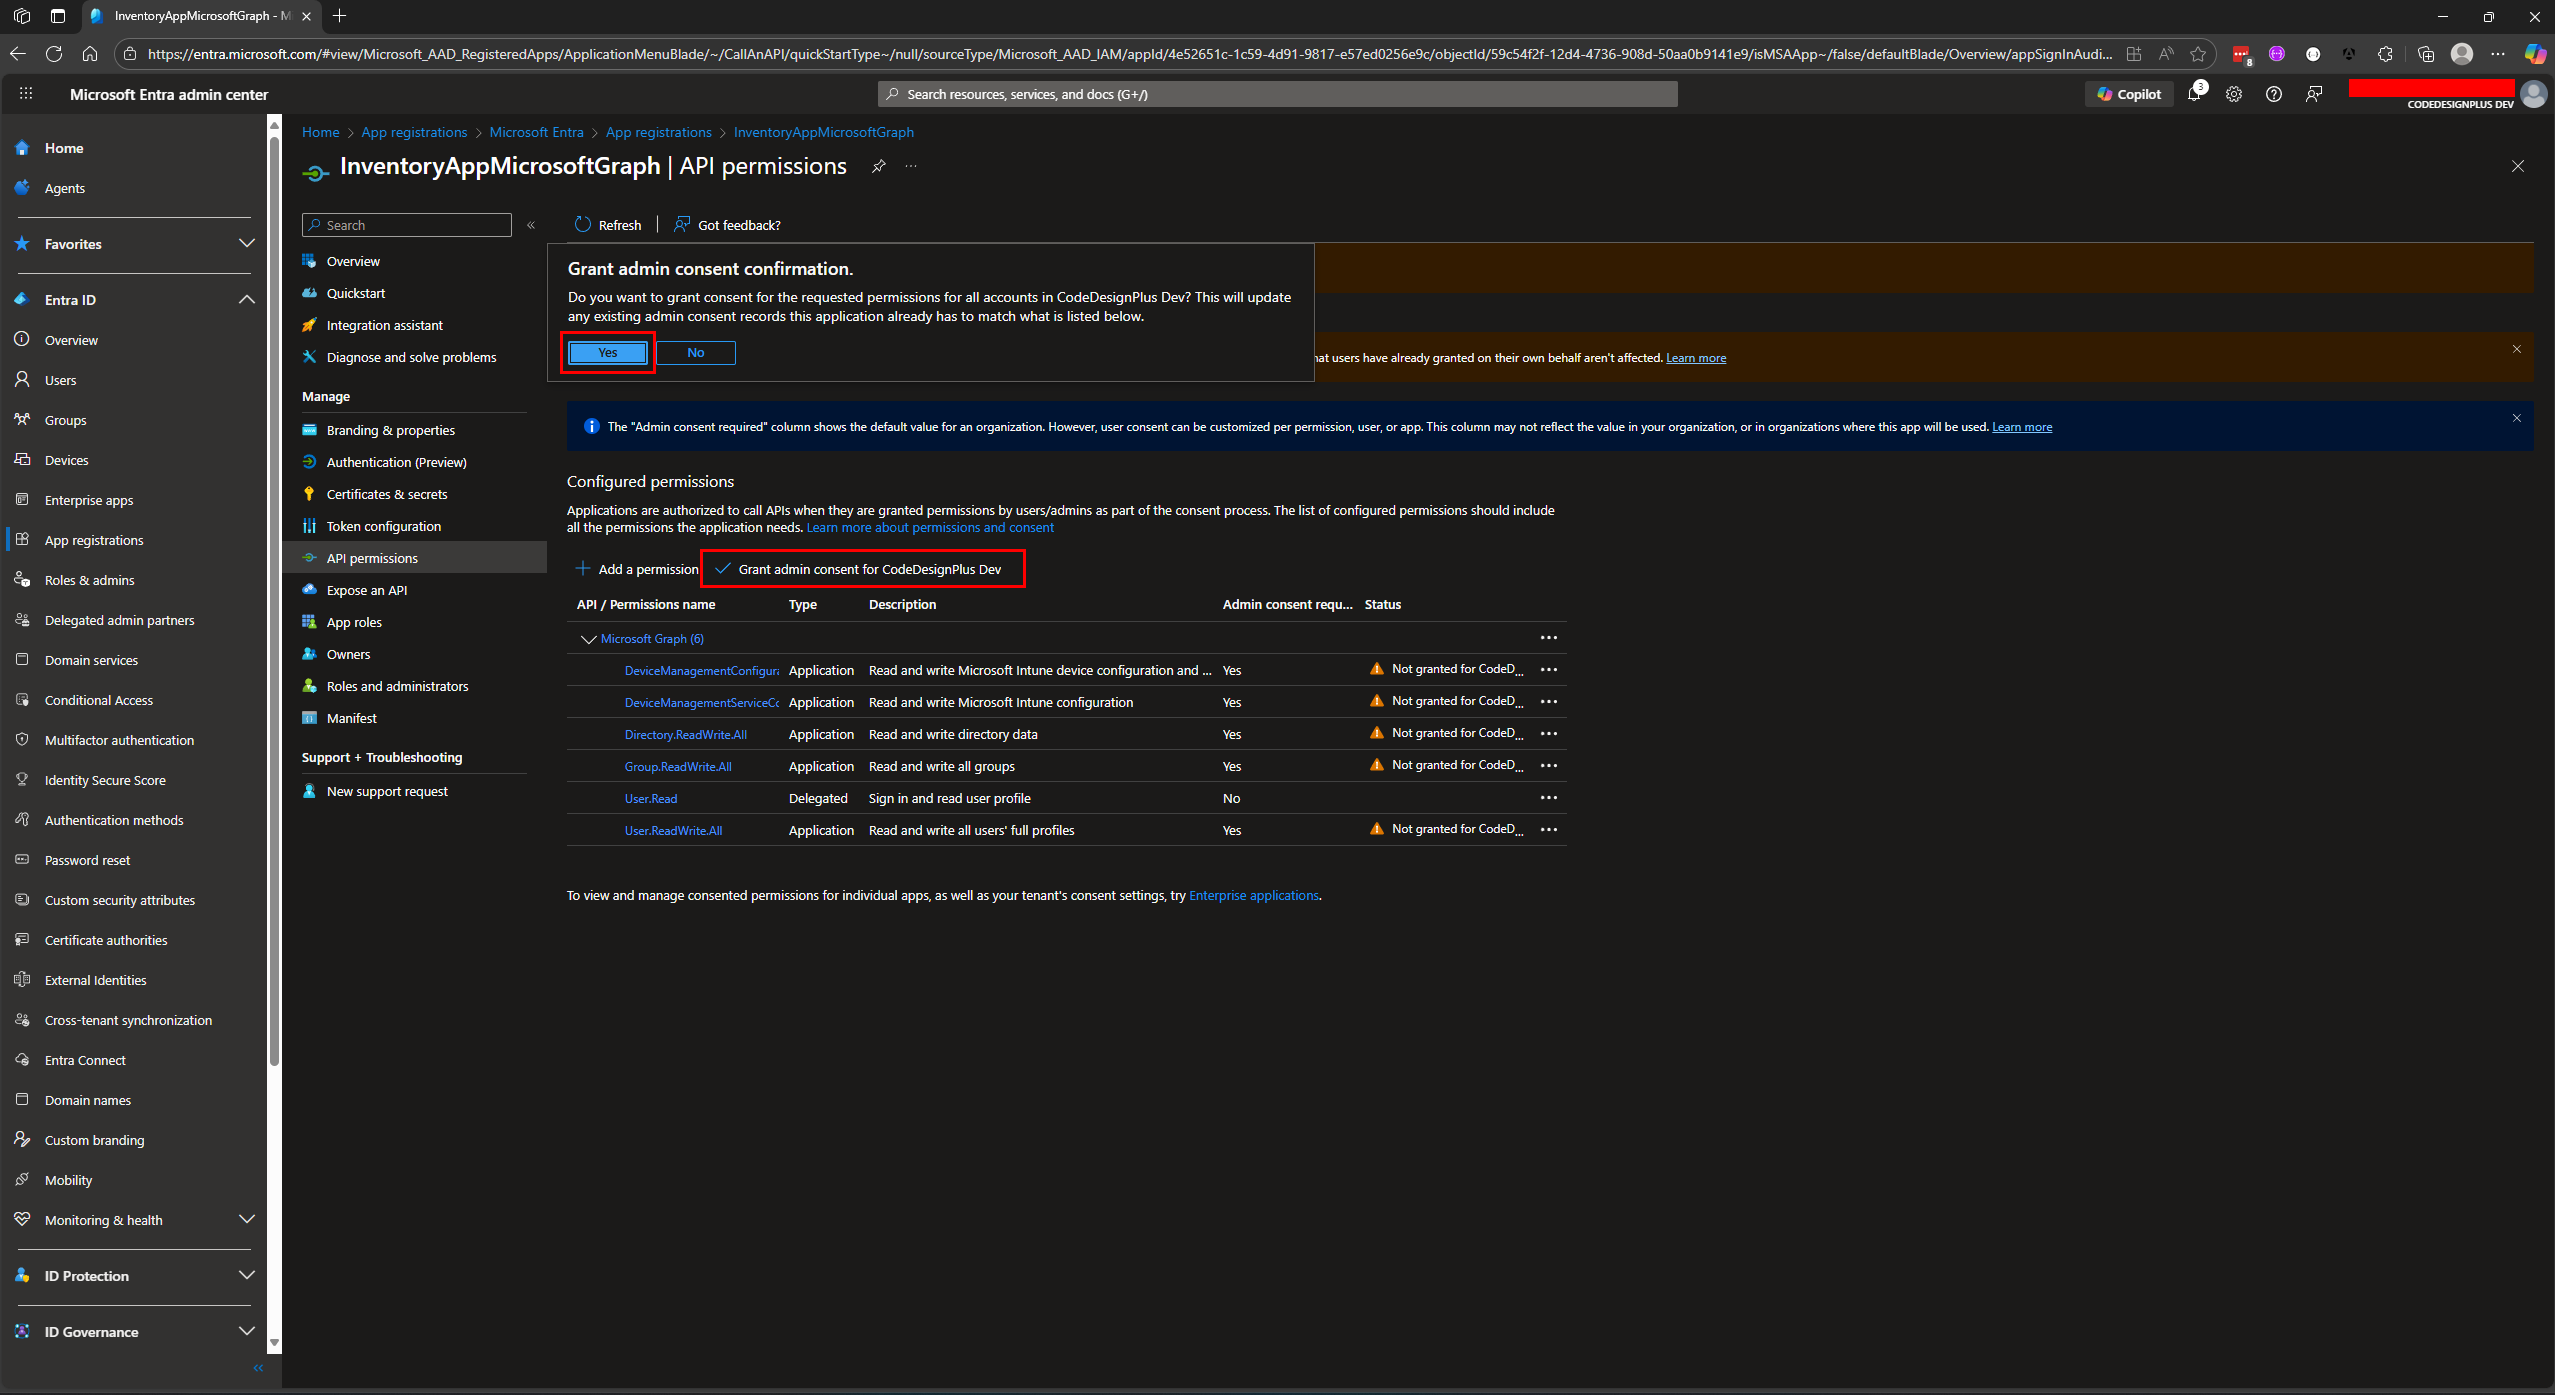 InventoryAppMicrosoftGraph - M
https://entra.microsoft.com/#view/Microsoft_AAD_RegisteredApps/ApplicationMenuBlade/~/CallAnAPI/quickStartType~/null/sourceType/Microsoft_AAD_IAM/appId/4e52651c-1c59-4d91-9817-e57ed0256e9c/objectId/59c54f2f-12d4-4736-908d-50aa0b9141e9/isMSAApp~/false/defaultBlade/Overview/appSignInAudi...
8
Microsoft Entra admin center
Search resources, services, and docs (G+/)
Copilot
3
CODEDESIGNPLUS DEV
Home
Agents
Favorites
Entra ID
Overview
Users
Groups
Devices
Enterprise apps
App registrations
Roles & admins
Delegated admin partners
Domain services
Conditional Access
Multifactor authentication
Identity Secure Score
Authentication methods
Password reset
Custom security attributes
Certificate authorities
External Identities
Cross-tenant synchronization
Entra Connect
Domain names
Custom branding
Mobility
Monitoring & health
ID Protection
ID Governance
Home > App registrations > Microsoft Entra > App registrations > InventoryAppMicrosoftGraph
InventoryAppMicrosoftGraph | API permissions
Search
Overview
Quickstart
Integration assistant
Diagnose and solve problems
Manage
Branding & properties
Authentication (Preview)
Certificates & secrets
Token configuration
API permissions
Expose an API
App roles
Owners
Roles and administrators
Manifest
Support + Troubleshooting
New support request
Refresh
Got feedback?
Grant admin consent confirmation.
Do you want to grant consent for the requested permissions for all accounts in CodeDesignPlus Dev? This will update
any existing admin consent records this application already has to match what is listed below.
Yes
No
hat users have already granted on their own behalf aren't affected. Learn more
The "Admin consent required" column shows the default value for an organization. However, user consent can be customized per permission, user, or app. This column may not reflect the value in your organization, or in organizations where this app will be used. Learn more
Configured permissions
Applications are authorized to call APIs when they are granted permissions by users/admins as part of the consent process. The list of configured permissions should include
all the permissions the application needs. Learn more about permissions and consent
Add a permission
Grant admin consent for CodeDesignPlus Dev
API / Permissions name Type Description Admin consent requ... Status
Microsoft Graph (6)
DeviceManagementConfigura Application Read and write Microsoft Intune device configuration and ... Yes Not granted for CodeD...
DeviceManagementServiceCo Application Read and write Microsoft Intune configuration Yes Not granted for CodeD...
Directory.ReadWrite.All Application Read and write directory data Yes Not granted for CodeD...
Group.ReadWrite.All Application Read and write all groups Yes Not granted for CodeD...
User.Read Delegated Sign in and read user profile No
User.ReadWrite.All Application Read and write all users' full profiles Yes Not granted for CodeD...
To view and manage consented permissions for individual apps, as well as your tenant's consent settings, try Enterprise applications.